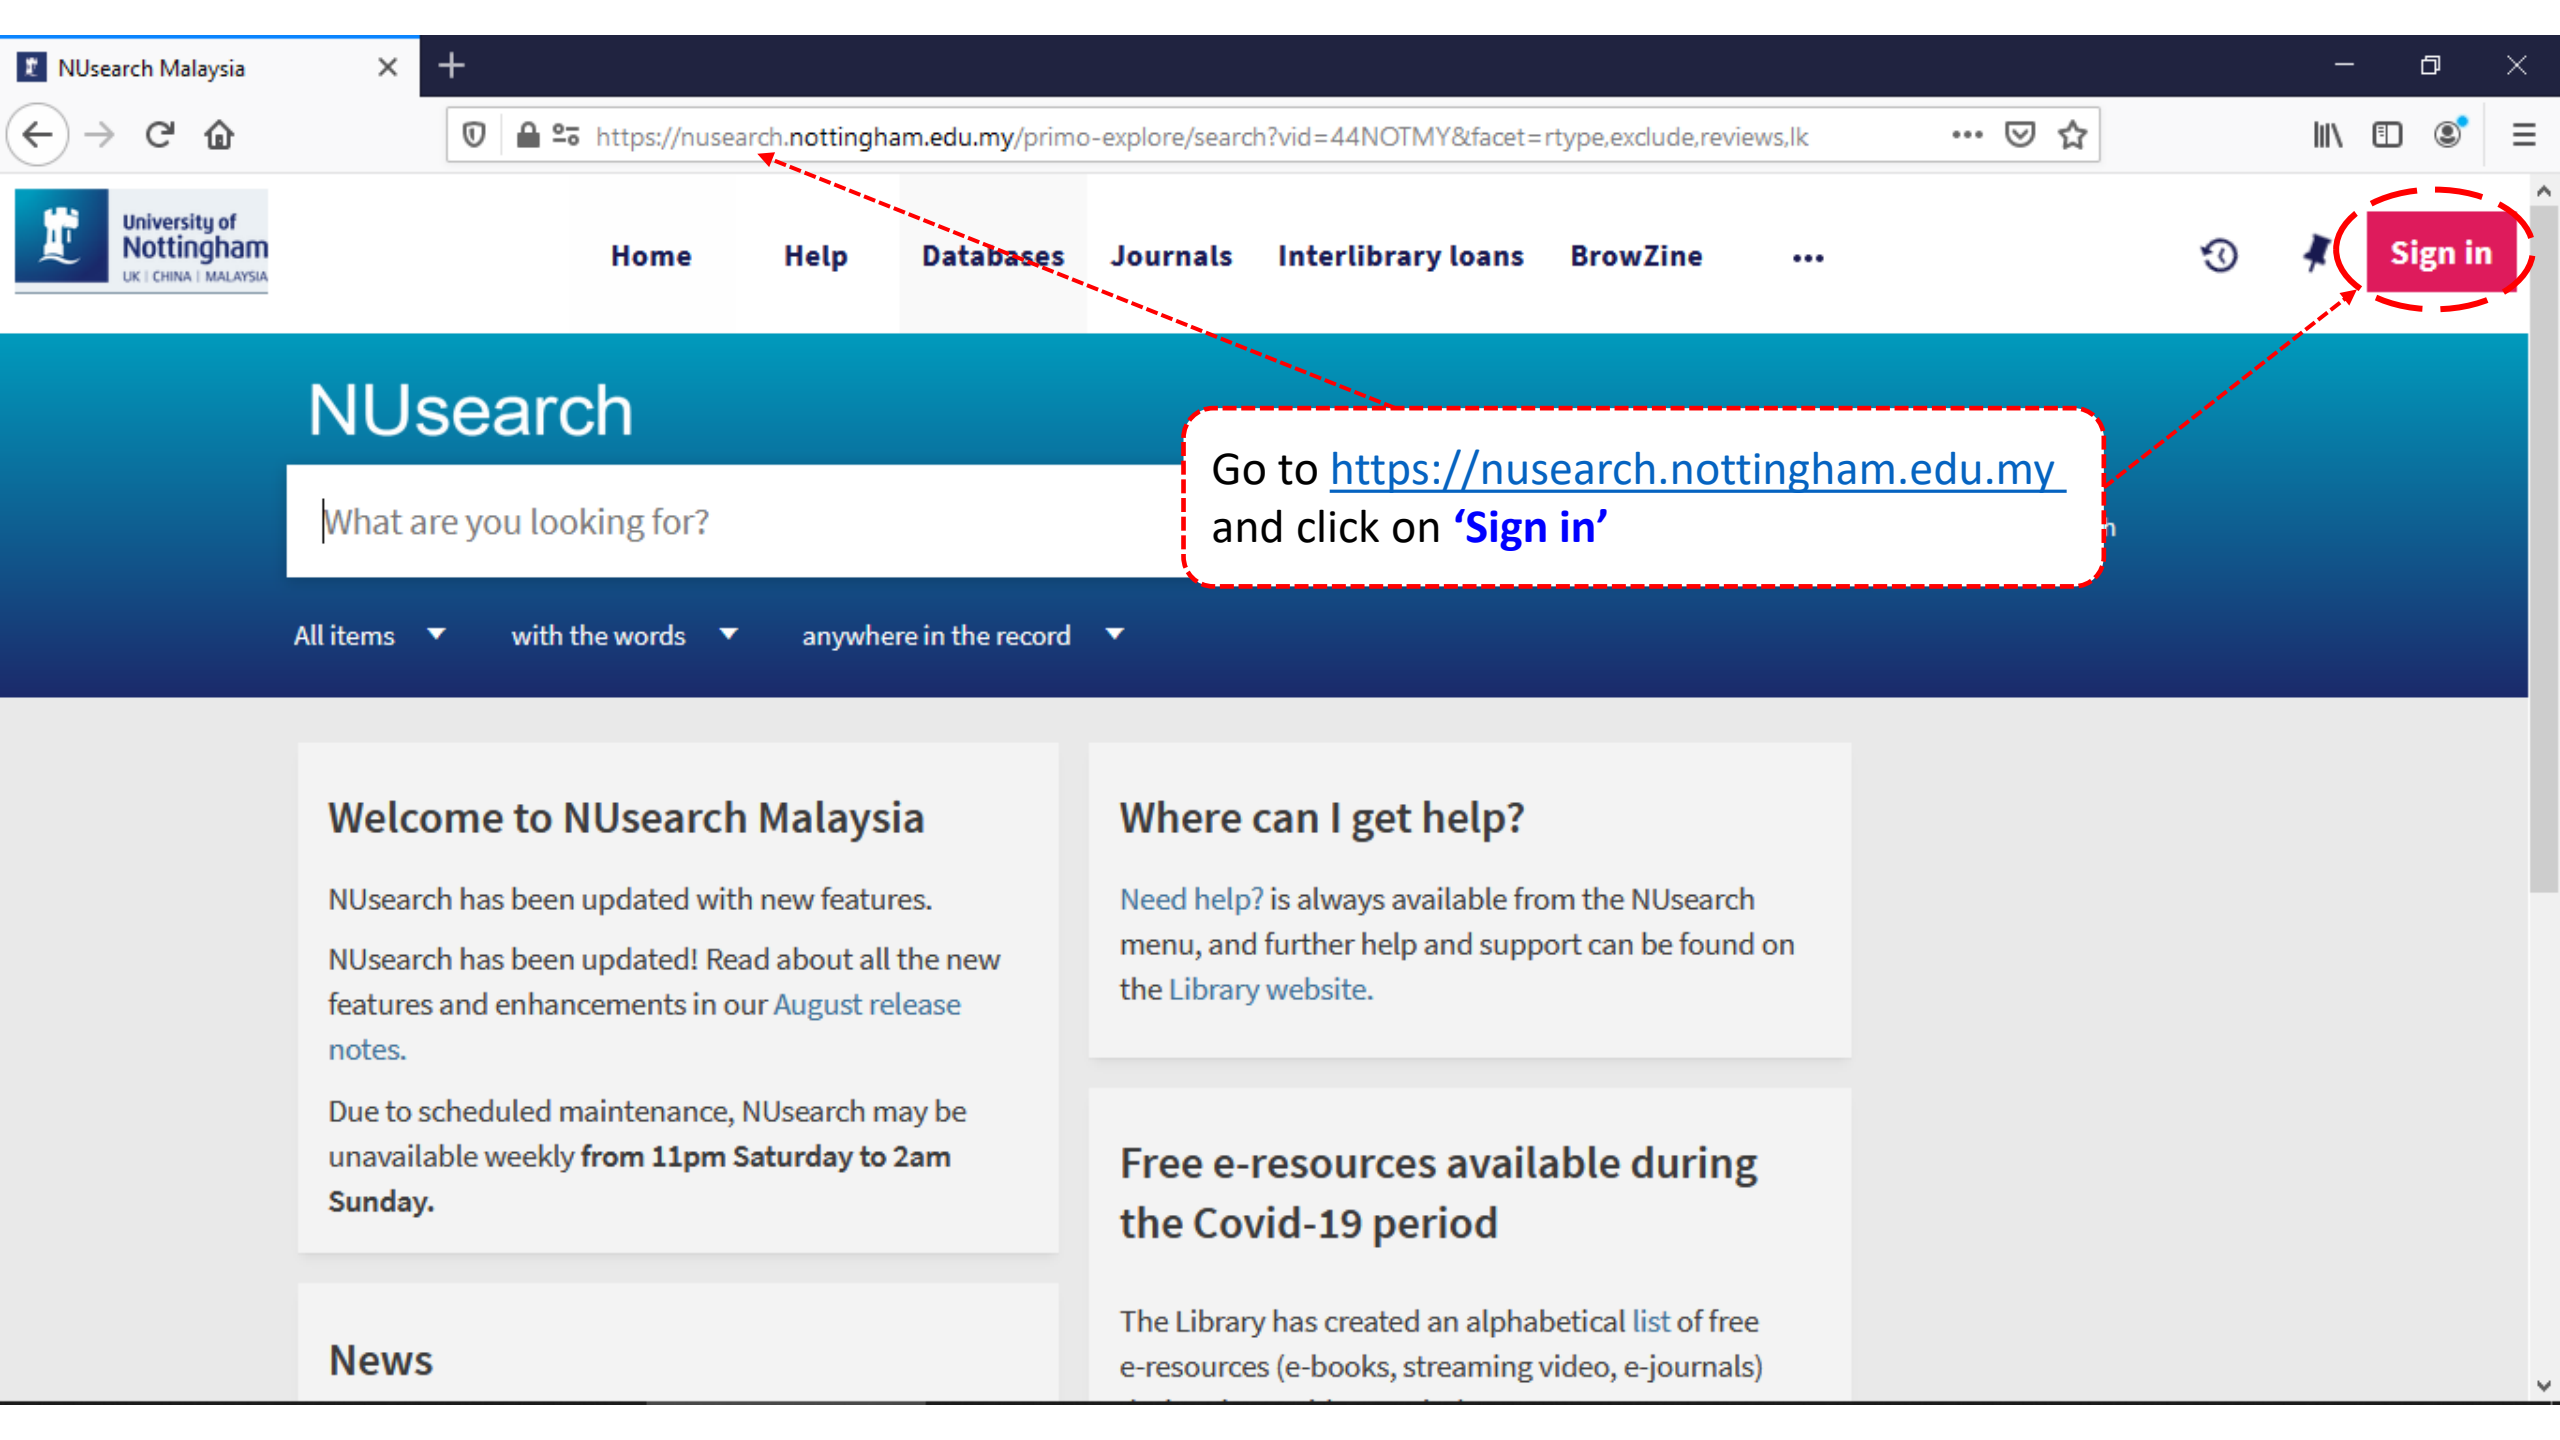 NUsearch Malaysia
https://nusearch.nottingham.edu.my/primo-explore/search?vid=44NOTMY&facet=rtype,exclude,reviews,lk
University of
Nottingham
UK | CHINA | MALAYSIA
Home Help Databases Journals Interlibrary loans BrowZine ...
Sign in
NUsearch
What are you looking for?
Go to https://nusearch.nottingham.edu.my
and click on ‘Sign in’
All items with the words anywhere in the record
Welcome to NUsearch Malaysia
NUsearch has been updated with new features.
NUsearch has been updated! Read about all the new
features and enhancements in our August release
notes.
Due to scheduled maintenance, NUsearch may be
unavailable weekly from 11pm Saturday to 2am
Sunday.
News
Where can I get help?
Need help? is always available from the NUsearch
menu, and further help and support can be found on
the Library website.
Free e-resources available during
the Covid-19 period
The Library has created an alphabetical list of free
e-resources (e-books, streaming video, e-journals)